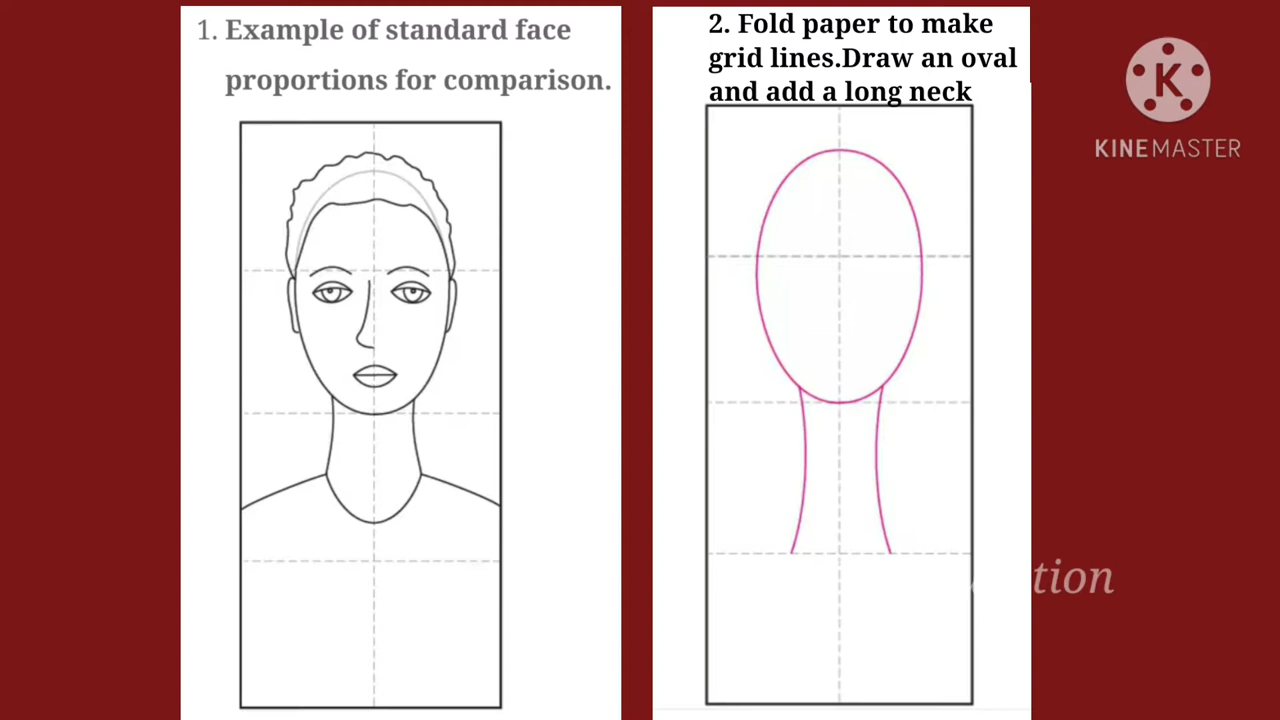 1. Example of standard face
proportions for comparison.
2. Fold paper to make
grid lines.Draw an oval
and add a long neck
K
KINEMASTER